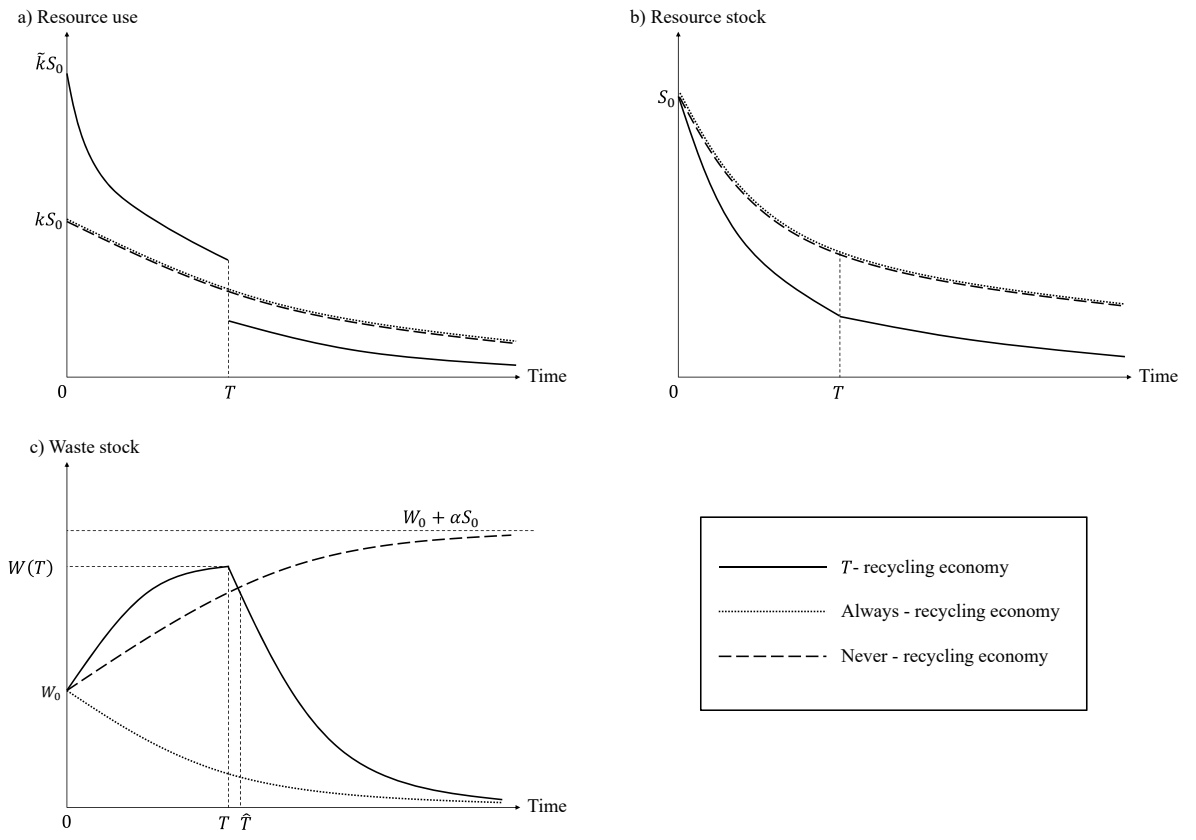 a) Resource use
k̃S₀
kS₀
0
T
Time
b) Resource stock
S₀
0
T
Time
c) Waste stock
W₀ + αS₀
W(T)
W₀
0
T
T̂
Time
T- recycling economy
Always - recycling economy
Never - recycling economy